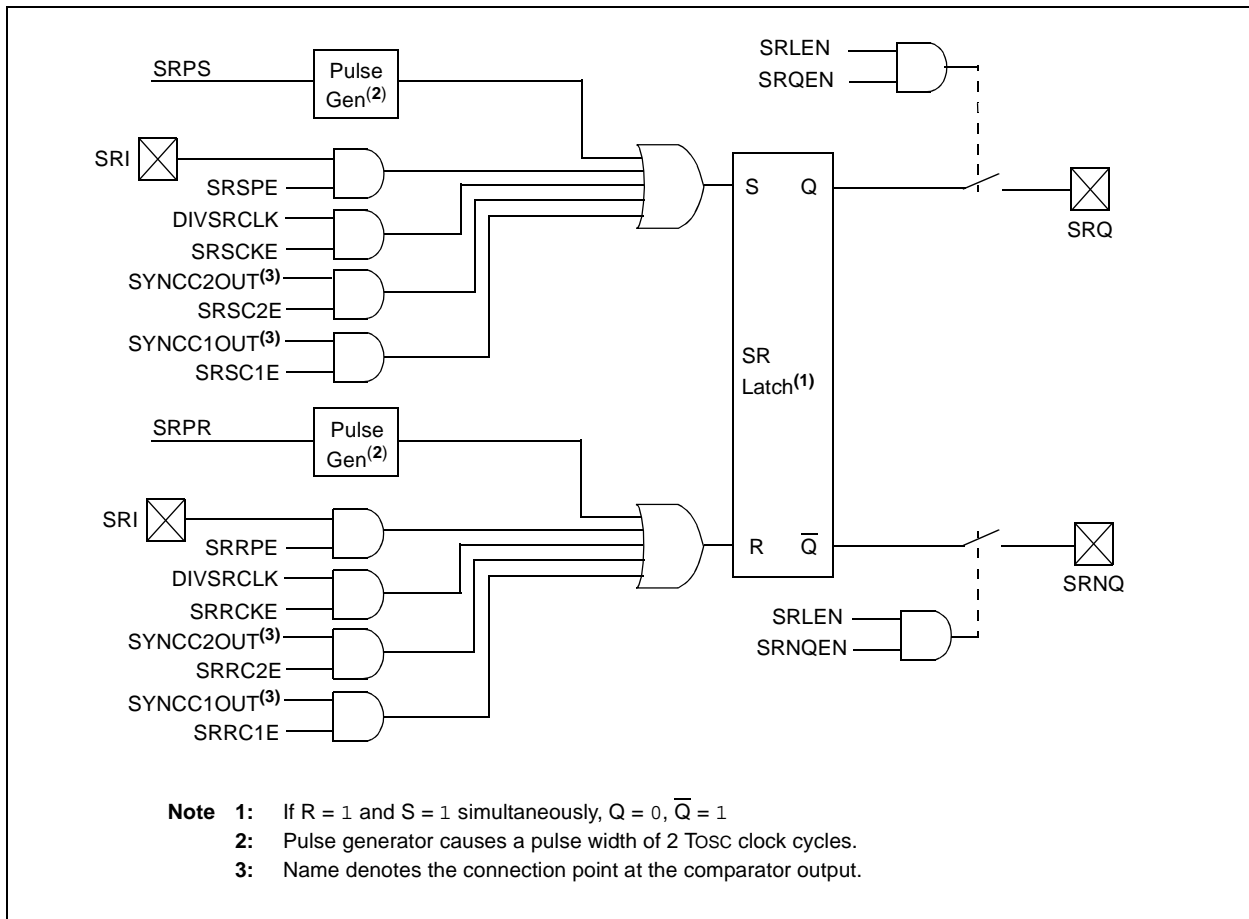 SRPS
Pulse
Gen(2)
SRI
SRSPE
DIVSRCLK
SRSCKE
SYNCC2OUT(3)
SRSC2E
SYNCC1OUT(3)
SRSC1E
SRPR
Pulse
Gen(2)
SRI
SRRPE
DIVSRCLK
SRRCKE
SYNCC2OUT(3)
SRRC2E
SYNCC1OUT(3)
SRRC1E
S Q
SR
Latch(1)
R Q̅
SRLEN
SRQEN
SRQ
SRLEN
SRNQEN
SRNQ
Note 1: If R = 1 and S = 1 simultaneously, Q = 0, Q̅ = 1
2: Pulse generator causes a pulse width of 2 TOSC clock cycles.
3: Name denotes the connection point at the comparator output.